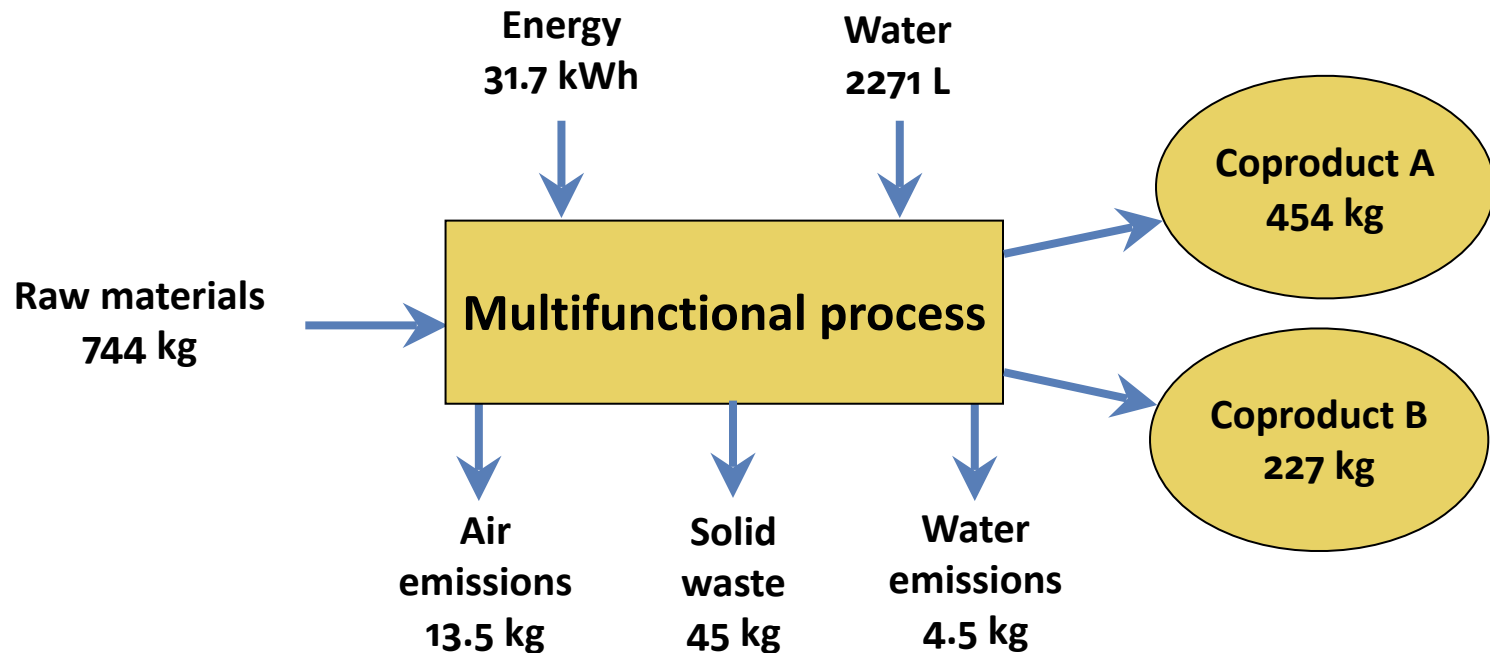 Energy
31.7 kWh
Water
2271 L
Coproduct A
454 kg
Raw materials
744 kg
Multifunctional process
Coproduct B
227 kg
Air
emissions
13.5 kg
Solid
waste
45 kg
Water
emissions
4.5 kg